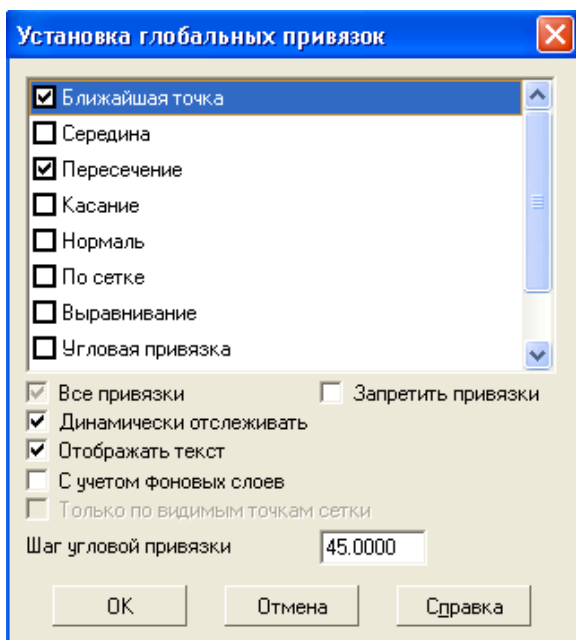 Установка глобальных привязок
Ближайшая точка
Середина
Пересечение
Касание
Нормаль
По сетке
Выравнивание
Угловая привязка
Все привязки Запретить привязки
Динамически отслеживать
Отображать текст
С учетом фоновых слоев
Только по видимым точкам сетки
Шаг угловой привязки 45.0000
OK Отмена Справка